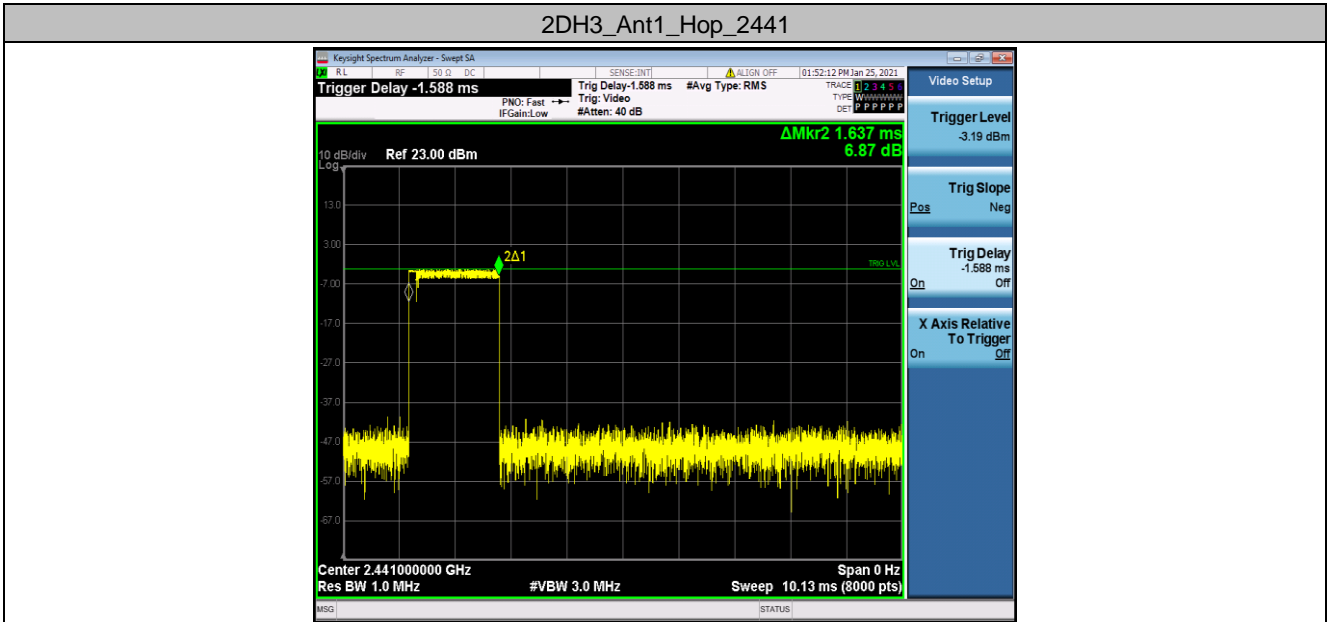 2DH3_Ant1_Hop_2441
Keysight Spectrum Analyzer - Swept SA
RL RF 50 Ω DC SENSE:INT ALIGN OFF 01:52:12 PM Jan 25, 2021
Trigger Delay -1.588 ms
PNO: Fast
IFGain:Low
Trig Delay-1.588 ms
Trig: Video
#Atten: 40 dB
#Avg Type: RMS
TRACE 1 2 3 4 5 6
TYPE W
DET P P P P P P
ΔMkr2 1.637 ms
6.87 dB
10 dB/div Ref 23.00 dBm
Log
13.0
3.00
-7.00
-17.0
-27.0
-37.0
-47.0
-57.0
-67.0
2Δ1
TRIG LVL
Center 2.441000000 GHz Span 0 Hz
Res BW 1.0 MHz #VBW 3.0 MHz Sweep 10.13 ms (8000 pts)
MSG STATUS
Video Setup
Trigger Level
-3.19 dBm
Trig Slope
Pos Neg
Trig Delay
-1.588 ms
On Off
X Axis Relative
To Trigger
On Off